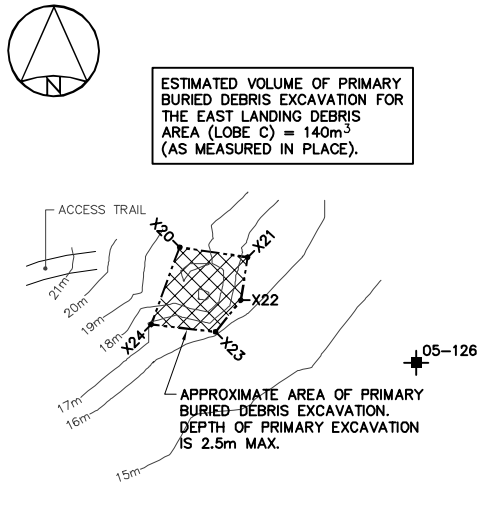 N
ESTIMATED VOLUME OF PRIMARY
BURIED DEBRIS EXCAVATION FOR
THE EAST LANDING DEBRIS
AREA (LOBE C) = 140m³
(AS MEASURED IN PLACE).
ACCESS TRAIL
X20
X21
21m
20m
X22
19m
18m
X24
X23
05-126
17m
16m
APPROXIMATE AREA OF PRIMARY
BURIED DEBRIS EXCAVATION.
DEPTH OF PRIMARY EXCAVATION
IS 2.5m MAX.
15m